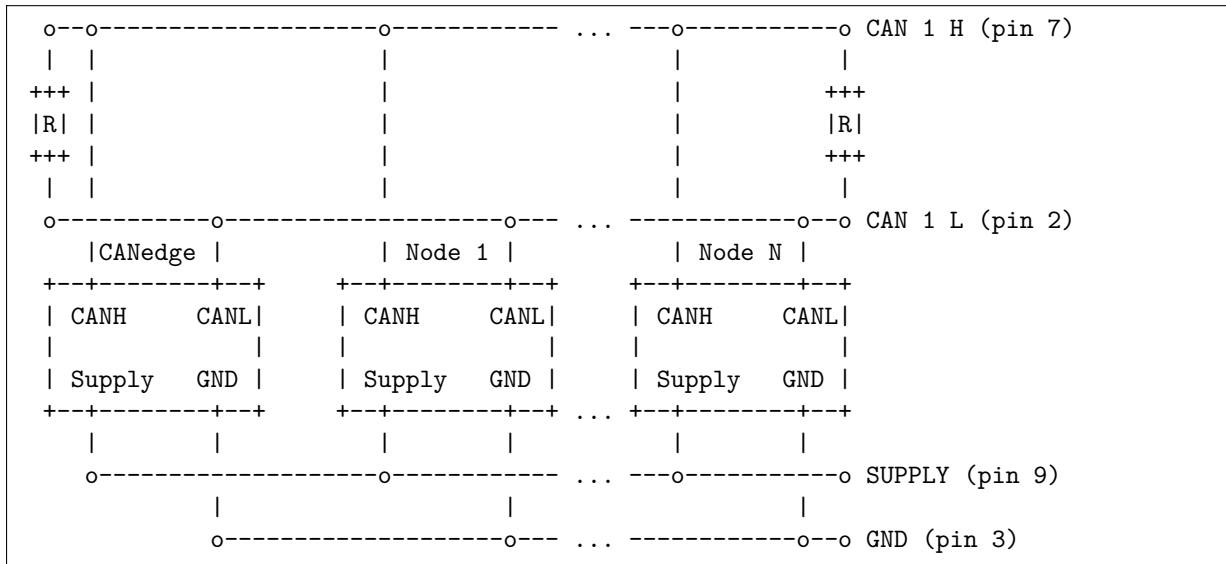 o--o--------------------o------------ ... ---o-----------o CAN 1 H (pin 7)
| | | | |
+++ | | | +++
|R| | | | |R|
+++ | | | +++
| | | | |
o-----------o--------------------o--- ... ------------o--o CAN 1 L (pin 2)
|CANedge | | Node 1 | | Node N |
+--+--------+--+ +--+--------+--+ +--+--------+--+
| CANH CANL| | CANH CANL| | CANH CANL|
| | | | | |
| Supply GND | | Supply GND | | Supply GND |
+--+--------+--+ +--+--------+--+ ... +--+--------+--+
| | | | | |
o--------------------o------------ ... ---o-----------o SUPPLY (pin 9)
| | |
o--------------------o--- ... ------------o--o GND (pin 3)